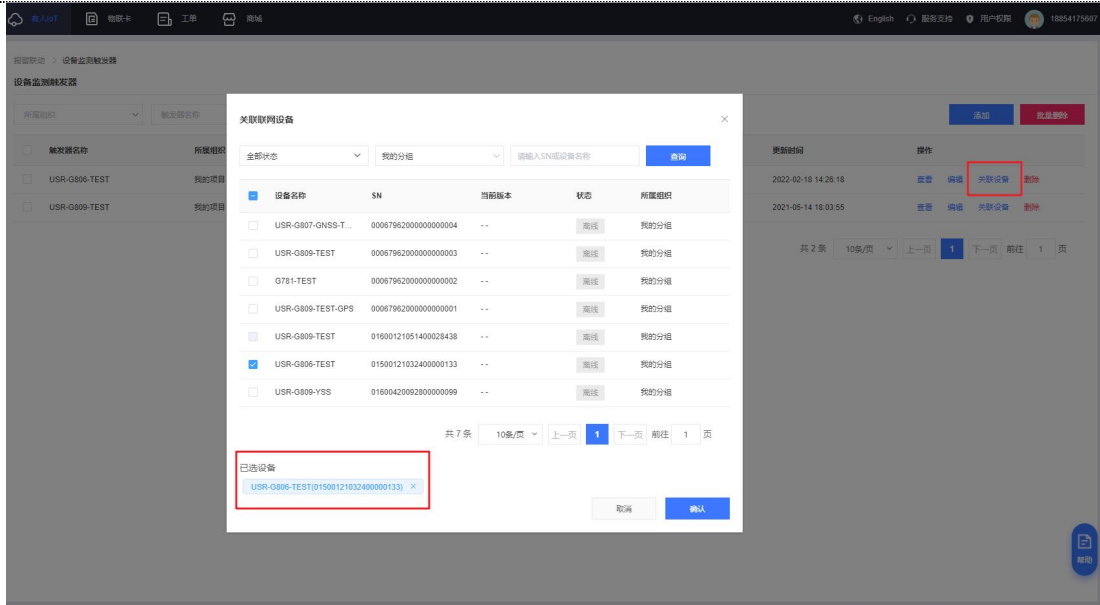 有人IoT 物联卡 工单 商城 English 服务支持 用户权限 18854175607
报警联动 > 设备监测触发器
设备监测触发器
所属组织 触发器名称 添加 批量删除
触发器名称 所属组织 更新时间 操作
USR-G806-TEST 我的项目 2022-02-18 14:26:18 查看 编辑 关联设备 删除
USR-G809-TEST 我的项目 2021-05-14 18:03:55 查看 编辑 关联设备 删除
共 2 条 10条/页 上一页 1 下一页 前往 1 页
关联联网设备
全部状态 我的分组 请输入SN或设备名称 查询
设备名称 SN 当前版本 状态 所属组织
USR-G807-GNSS-T... 00067962000000000004 -- 离线 我的分组
USR-G809-TEST 00067962000000000003 -- 离线 我的分组
G781-TEST 00067962000000000002 -- 离线 我的分组
USR-G809-TEST-GPS 00067962000000000001 -- 离线 我的分组
USR-G809-TEST 01600121051400028438 -- 离线 我的分组
USR-G806-TEST 01500121032400000133 -- 离线 我的分组
USR-G809-YSS 01600420092800000099 -- 离线 我的分组
共 7 条 10条/页 上一页 1 下一页 前往 1 页
已选设备
USR-G806-TEST(01500121032400000133) ×
取消 确认
帮助